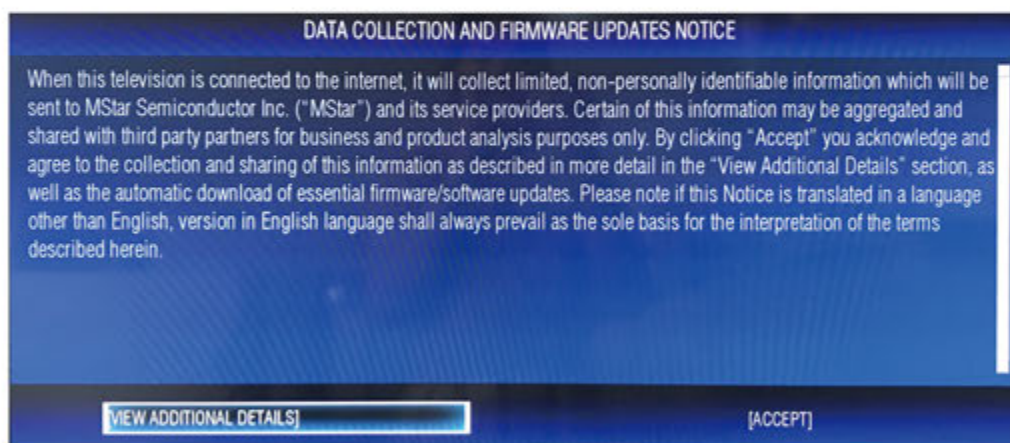 DATA COLLECTION AND FIRMWARE UPDATES NOTICE
When this television is connected to the internet, it will collect limited, non-personally identifiable information which will be
sent to MStar Semiconductor Inc. ("MStar") and its service providers. Certain of this information may be aggregated and
shared with third party partners for business and product analysis purposes only. By clicking "Accept" you acknowledge and
agree to the collection and sharing of this information as described in more detail in the "View Additional Details" section, as
well as the automatic download of essential firmware/software updates. Please note if this Notice is translated in a language
other than English, version in English language shall always prevail as the sole basis for the interpretation of the terms
described herein.
[VIEW ADDITIONAL DETAILS]
[ACCEPT]